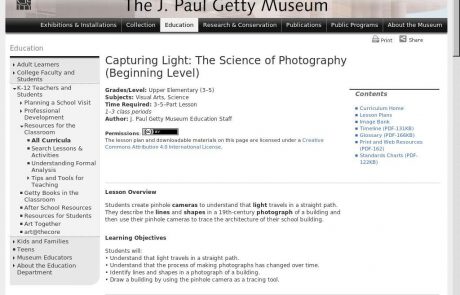 The J. Paul Getty Museum
Exhibitions & Installations Collection Education Research & Conservation Publications Public Programs About the Museum
Print Share
Education
Adult Learners
College Faculty and
Students
K-12 Teachers and
Students
Planning a School Visit
Professional
Development
Resources for the
Classroom
All Curricula
Search Lessons &
Activities
Understanding Formal
Analysis
Tips and Tools for
Teaching
Getty Books in the
Classroom
After School Resources
Resources for Students
Art Together
art@thecore
Kids and Families
Teens
Museum Educators
About the Education
Department
Capturing Light: The Science of Photography
(Beginning Level)
Grades/Level: Upper Elementary (3–5)
Subjects: Visual Arts, Science
Time Required: 3–5–Part Lesson
1–3 class periods
Author: J. Paul Getty Museum Education Staff
Permissions:
The lesson plan and downloadable materials on this page are licensed under a Creative
Commons Attribution 4.0 International License.
Contents
Curriculum Home
Lesson Plans
Image Bank
Timeline (PDF-131KB)
Glossary (PDF-166KB)
Print and Web Resources
(PDF-162)
Standards Charts (PDF-
122KB)
Lesson Overview
Students create pinhole cameras to understand that light travels in a straight path.
They describe the lines and shapes in a 19th-century photograph of a building and
then use their pinhole cameras to trace the architecture of their school building.
Learning Objectives
Students will:
• Understand that light travels in a straight path.
• Understand that the process of making photographs has changed over time.
• Identify lines and shapes in a photograph of a building.
• Draw a building by using the pinhole camera as a tracing tool.